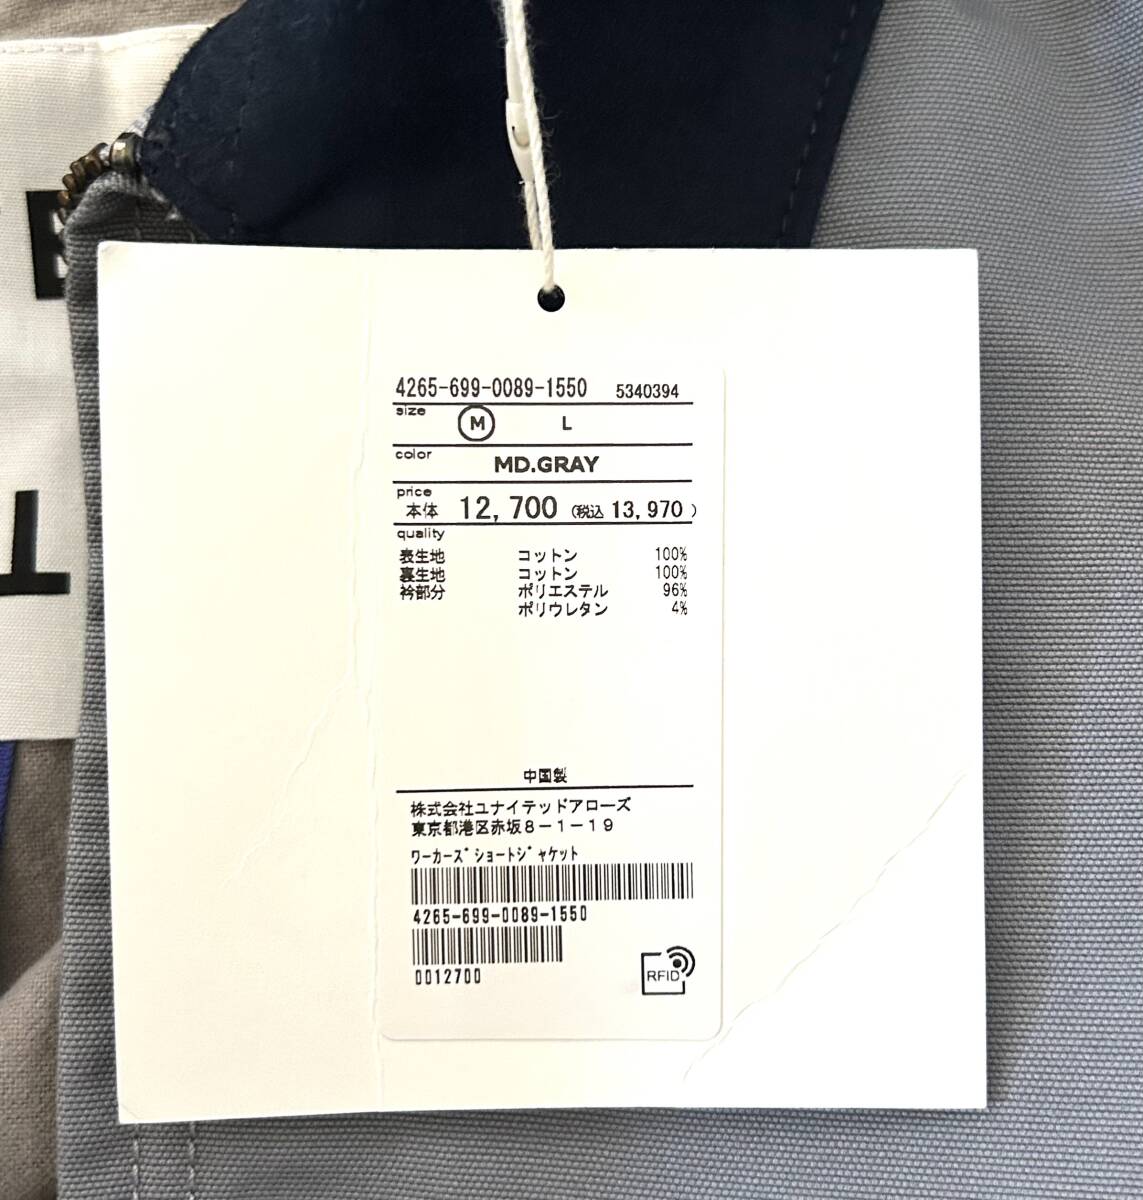 4265-699-0089-1550 5340394
size Ⓜ L
color
MD.GRAY
price
本体 12,700 (税込 13,970 )
quality
表生地 コットン 100%
裏生地 コットン 100%
衿部分 ポリエステル 96%
ポリウレタン 4%
中国製
株式会社ユナイテッドアローズ
東京都港区赤坂8-1-19
ワーカーズショートジャケット
4265-699-0089-1550
0012700
RFID